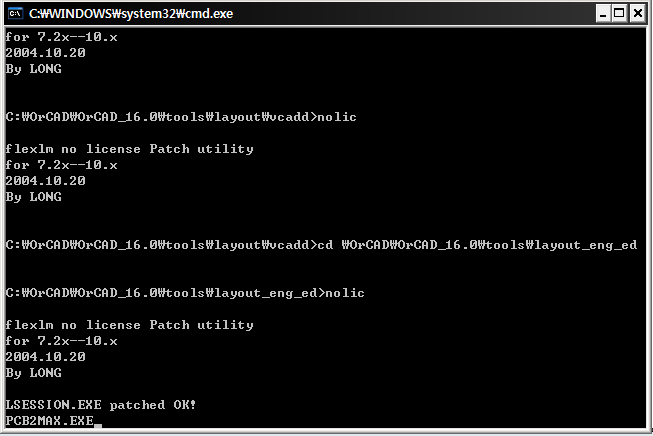 C:\ C:₩WINDOWS₩system32₩cmd.exe
for 7.2x--10.x
2004.10.20
By LONG
C:₩OrCAD₩OrCAD_16.0₩tools₩layout₩vcadd>nolic
flexlm no license Patch utility
for 7.2x--10.x
2004.10.20
By LONG
C:₩OrCAD₩OrCAD_16.0₩tools₩layout₩vcadd>cd ₩OrCAD₩OrCAD_16.0₩tools₩layout_eng_ed
C:₩OrCAD₩OrCAD_16.0₩tools₩layout_eng_ed>nolic
flexlm no license Patch utility
for 7.2x--10.x
2004.10.20
By LONG
LSESSION.EXE patched OK!
PCB2MAX.EXE_